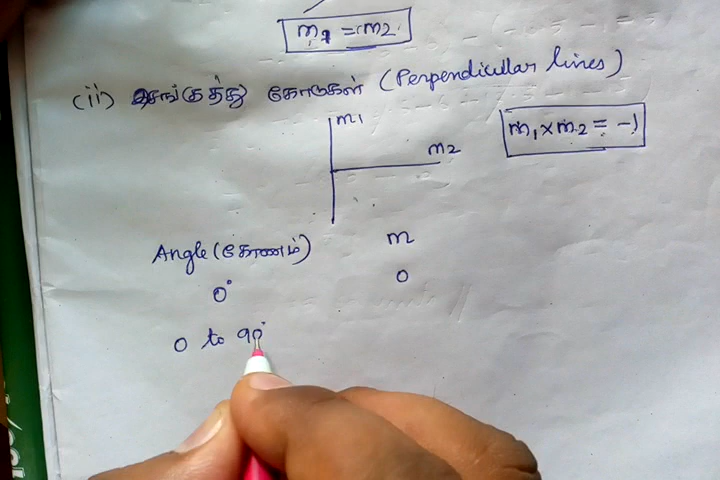 m1 = m2
(ii) செங்குத்து கோடுகள் (Perpendicular lines)
m1
m2
m1 x m2 = -1
Angle (கோணம்) m
0° 0
0 to 90°